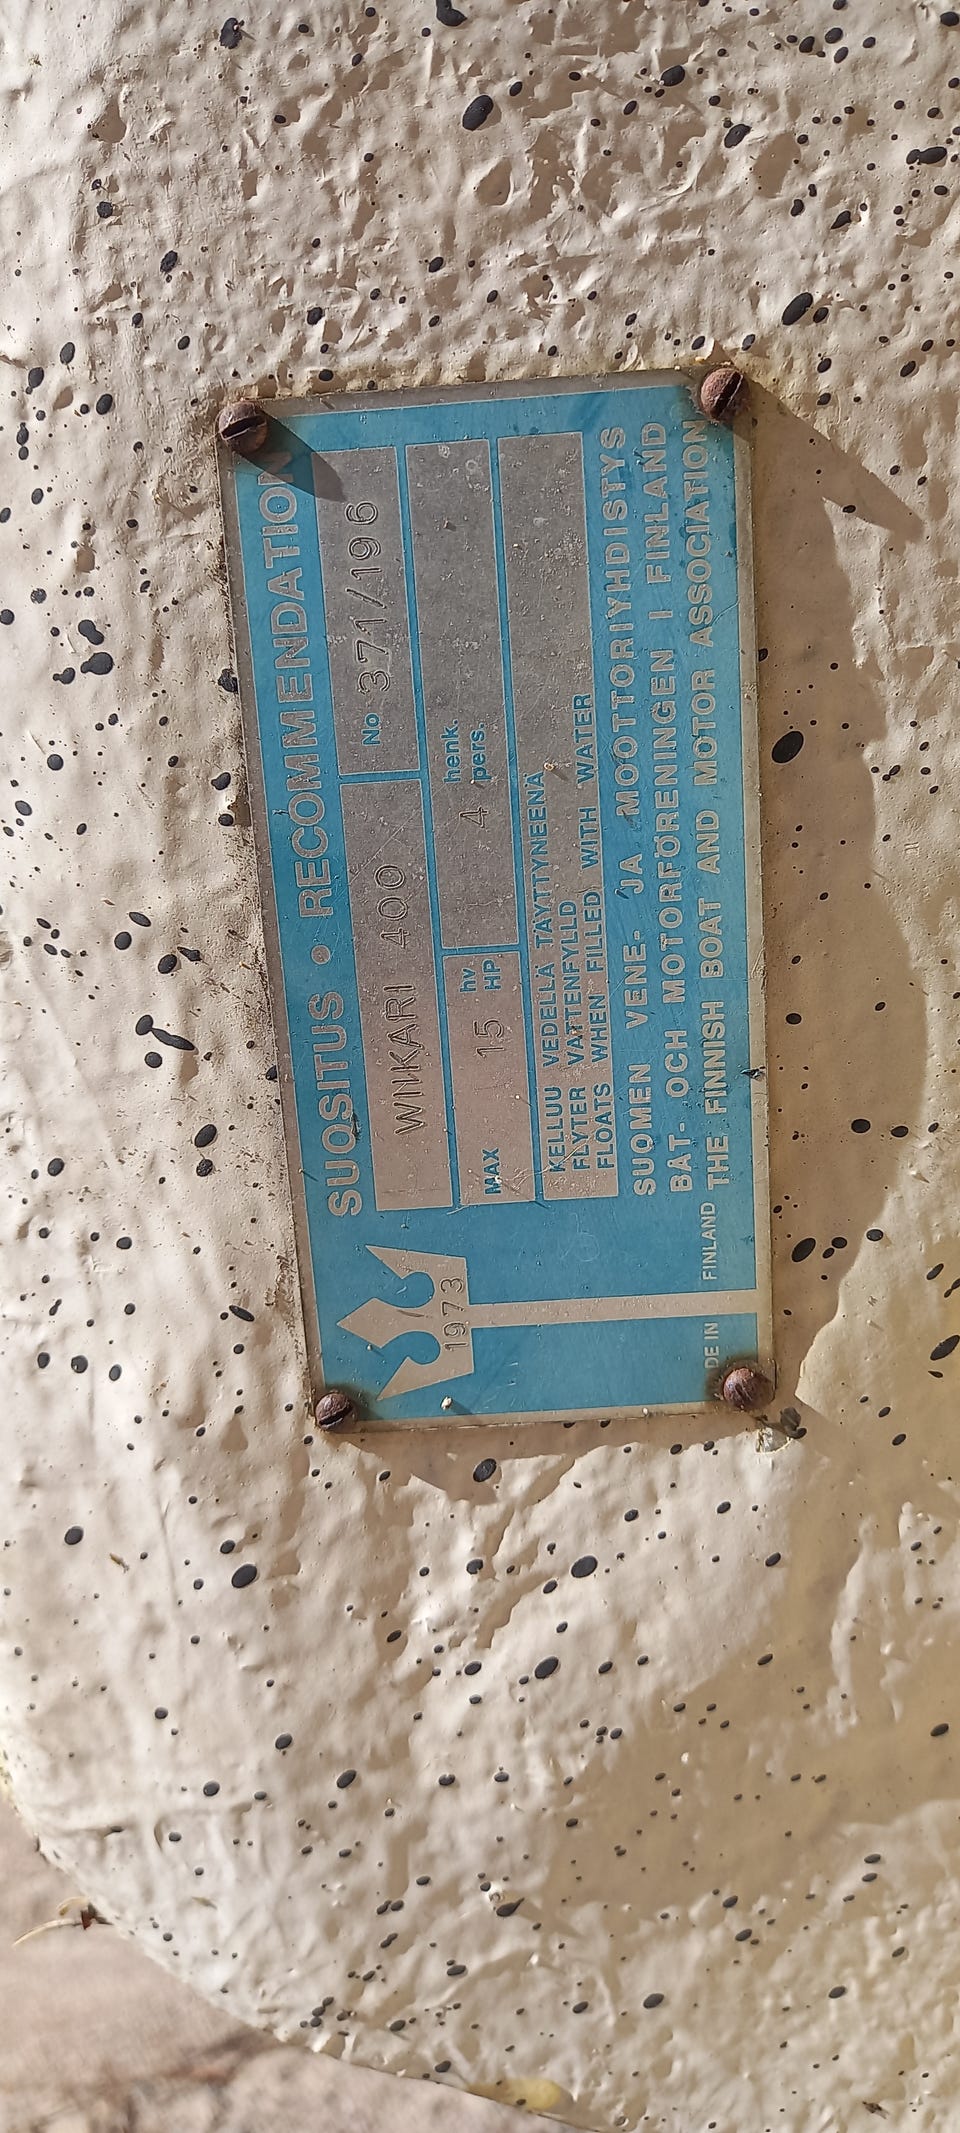 SUOSITUS • RECOMMENDATION
WIIKARI 400 No 371/196
MAX 15 hv HP 4 henk. pers.
KELLUU VEDELLÄ TÄYTTYNEENÄ
FLYTER VATTENFYLLD
FLOATS WHEN FILLED WITH WATER
SUOMEN VENE- JA MOOTTORIYHDISTYS
BÅT- OCH MOTORFÖRENINGEN I FINLAND
THE FINNISH BOAT AND MOTOR ASSOCIATION
1973
DE IN FINLAND